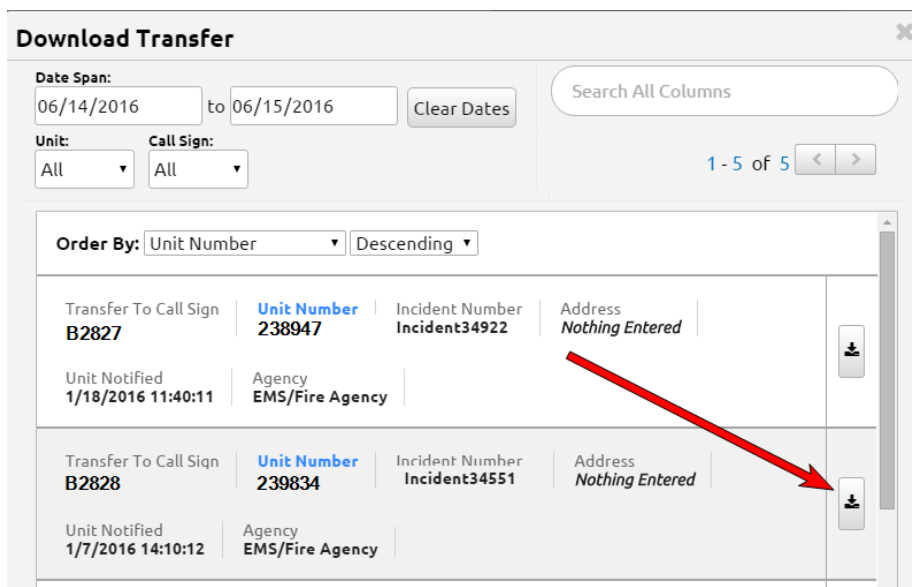 Download Transfer
Date Span:
06/14/2016 to 06/15/2016 Clear Dates
Search All Columns
Unit: Call Sign:
All All
1 - 5 of 5
Order By: Unit Number Descending
Transfer To Call Sign Unit Number Incident Number Address
B2827 238947 Incident34922 Nothing Entered
Unit Notified Agency
1/18/2016 11:40:11 EMS/Fire Agency
Transfer To Call Sign Unit Number Incident Number Address
B2828 239834 Incident34551 Nothing Entered
Unit Notified Agency
1/7/2016 14:10:12 EMS/Fire Agency